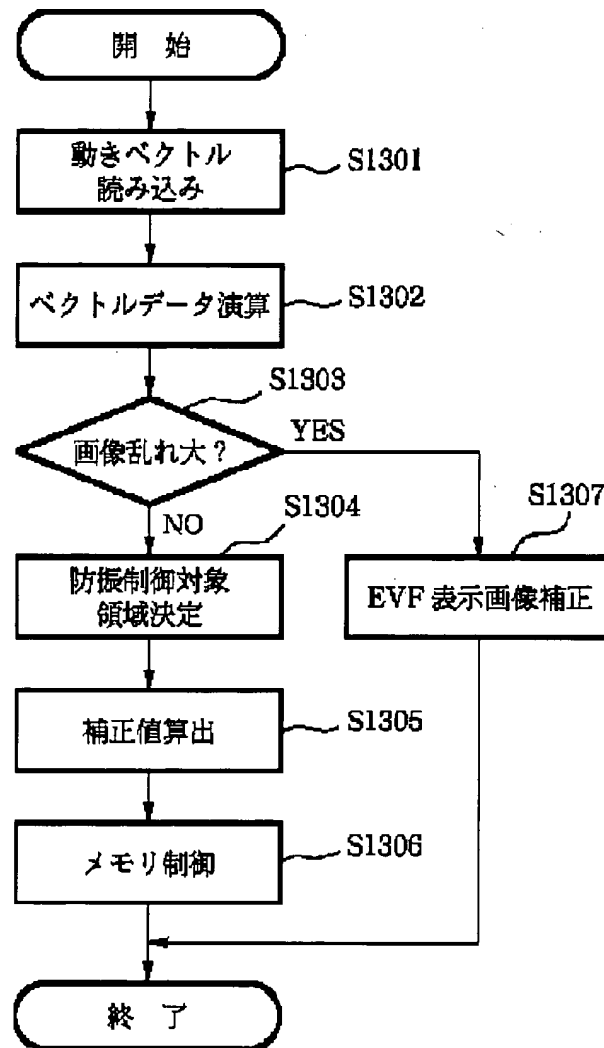 開 始
動きベクトル
読み込み
S1301
ベクトルデータ演算
S1302
S1303
画像乱れ大?
YES
NO
S1304
防振制御対象
領域決定
S1307
EVF 表示画像補正
補正値算出
S1305
メモリ制御
S1306
終 了